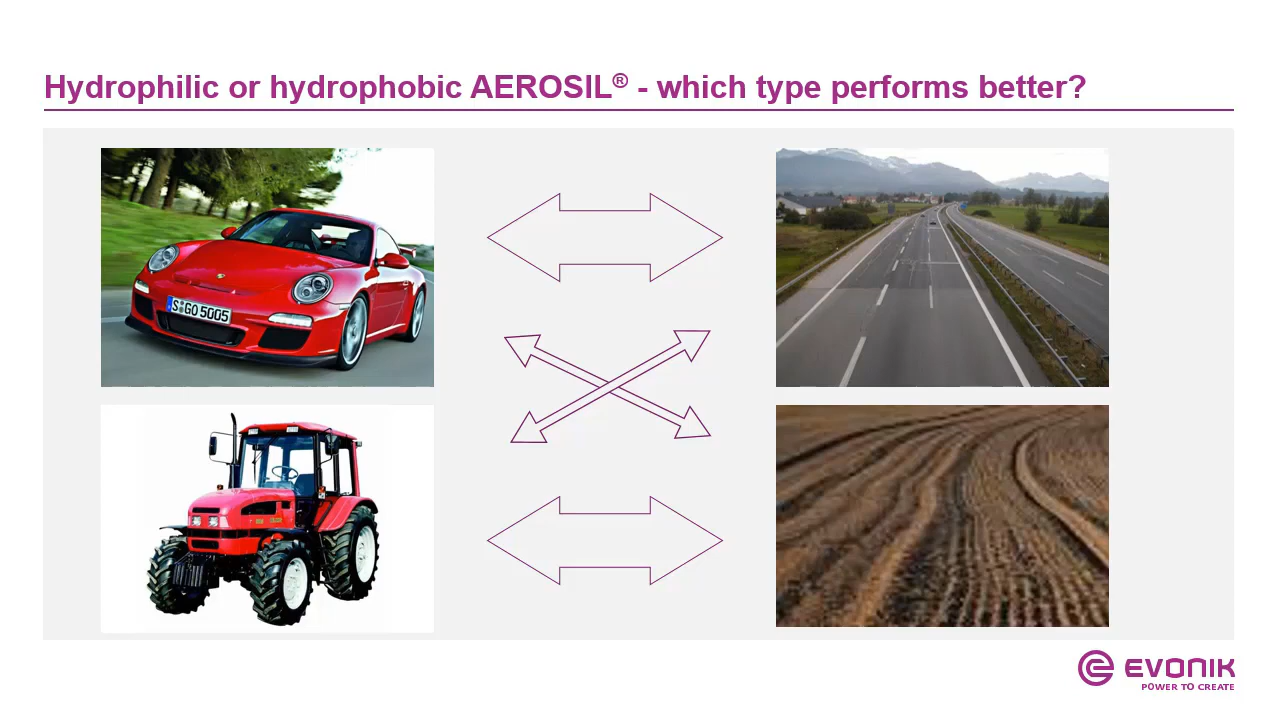 Hydrophilic or hydrophobic AEROSIL® - which type performs better?
S GO 5005
EVONIK
POWER TO CREATE